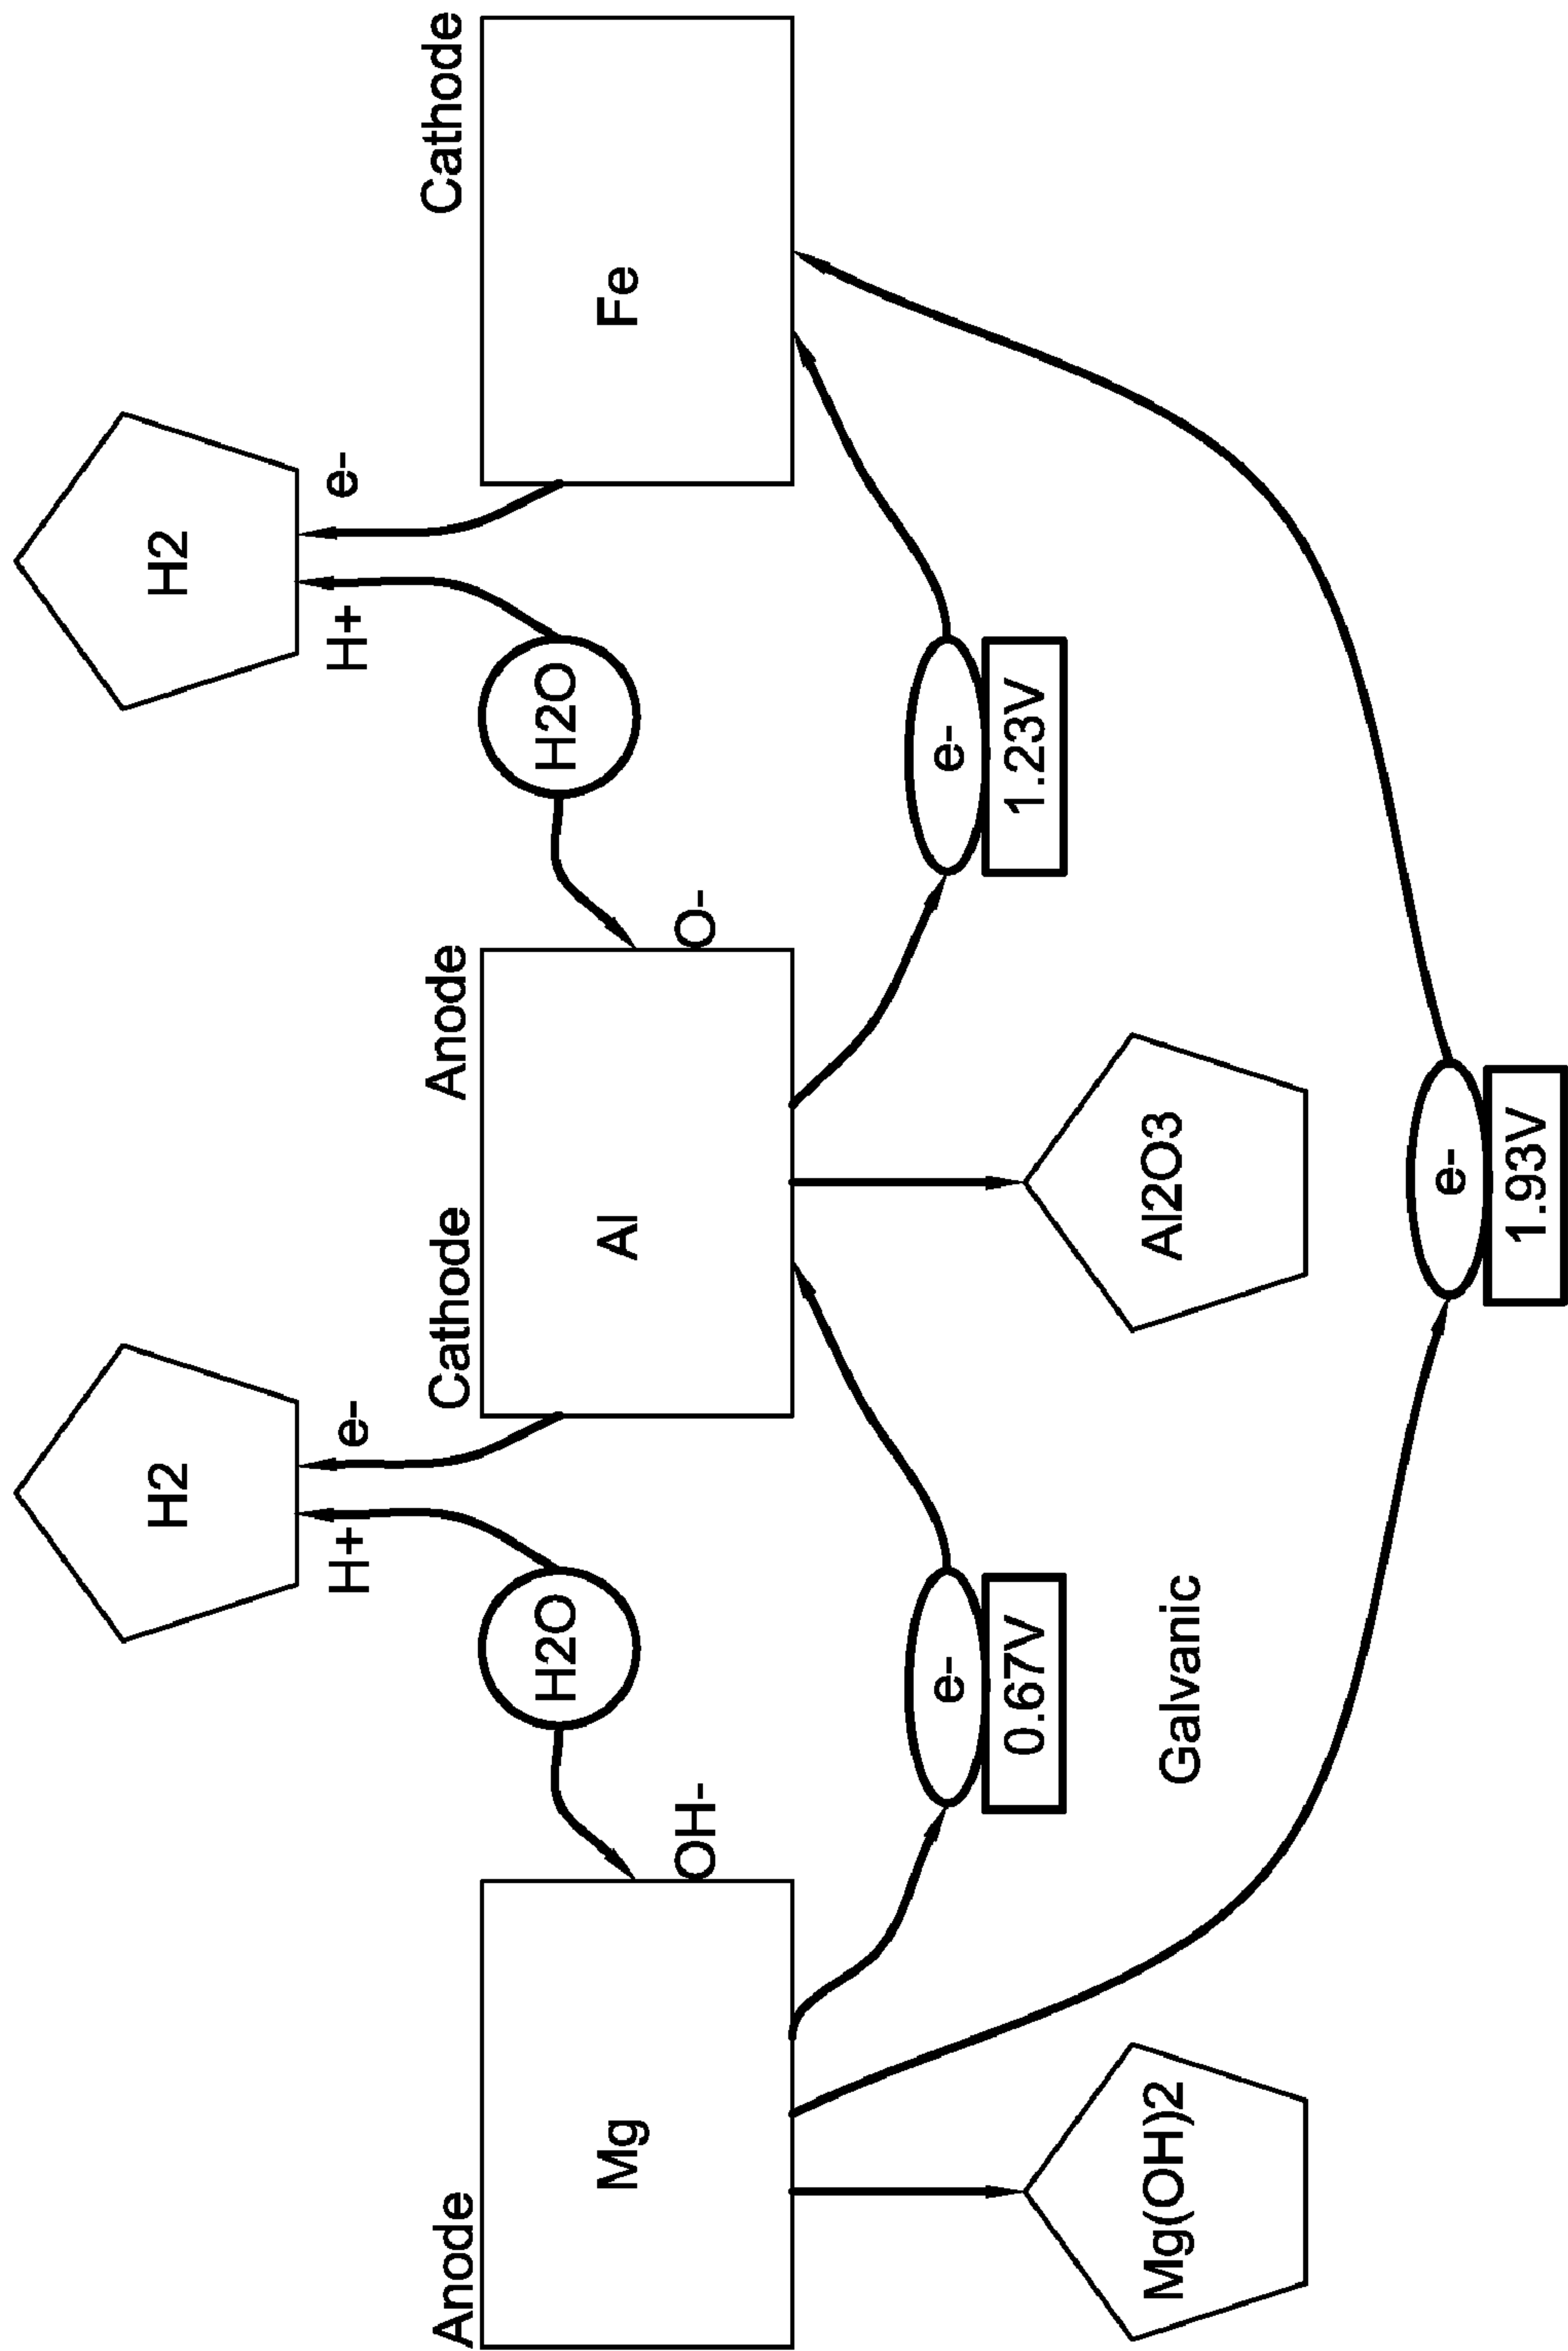 H2
H2
H+
e-
H+
e-
Anode
Cathode
Anode
Cathode
H2O
H2O
Mg
Al
Fe
OH-
O-
e-
e-
0.67V
1.23V
Mg(OH)2
Galvanic
Al2O3
e-
1.93V